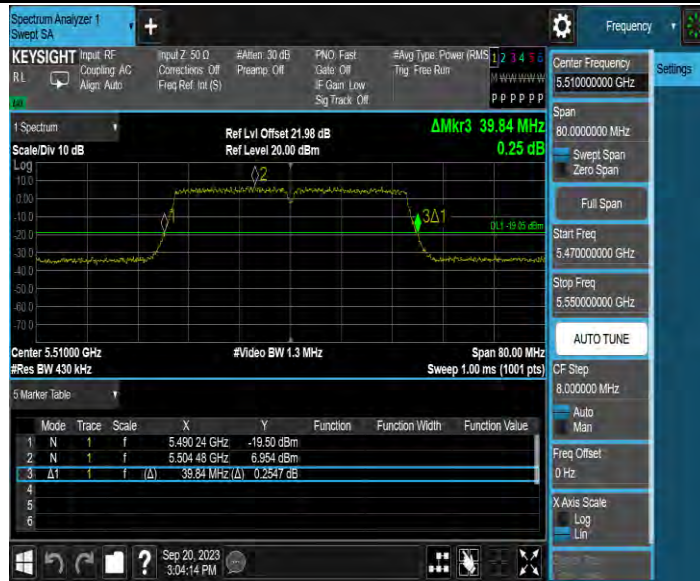 Spectrum Analyzer 1
Swept SA
Frequency
KEYSIGHT
RL
Input: RF
Coupling: AC
Align: Auto
Input Z: 50 Ω
Corrections: Off
Freq Ref: Int (S)
#Atten: 30 dB
Preamp: Off
PNO: Fast
Gate: Off
IF Gain: Low
Sig Track: Off
#Avg Type: Power (RMS
Trig: Free Run
1 2 3 4 5 6
M W W W W W
P P P P P P
1 Spectrum
Scale/Div 10 dB
Ref Lvl Offset 21.98 dB
Ref Level 20.00 dBm
ΔMkr3 39.84 MHz
0.25 dB
Log
10.0
0.00
-10.0
-20.0
-30.0
-40.0
-50.0
-60.0
-70.0
2
3Δ1
DL1 -19.05 dBm
Center 5.51000 GHz
#Video BW 1.3 MHz
Span 80.00 MHz
#Res BW 430 kHz
Sweep 1.00 ms (1001 pts)
5 Marker Table
Mode Trace Scale X Y Function Function Width Function Value
1 N 1 f 5.490 24 GHz -19.50 dBm
2 N 1 f 5.504 48 GHz 6.954 dBm
3 Δ1 1 f (Δ) 39.84 MHz (Δ) 0.2547 dB
4
5
6
Sep 20, 2023
3:04:14 PM
Center Frequency
5.510000000 GHz
Settings
Span
80.0000000 MHz
Swept Span
Zero Span
Full Span
Start Freq
5.470000000 GHz
Stop Freq
5.550000000 GHz
AUTO TUNE
CF Step
8.000000 MHz
Auto
Man
Freq Offset
0 Hz
X Axis Scale
Log
Lin